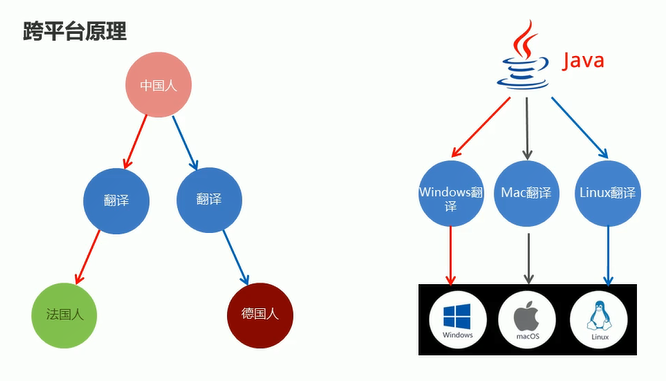 跨平台原理
中国人
翻译
翻译
法国人
德国人
Java
Windows翻
译
Mac翻译
Linux翻译
Windows
macOS
Linux